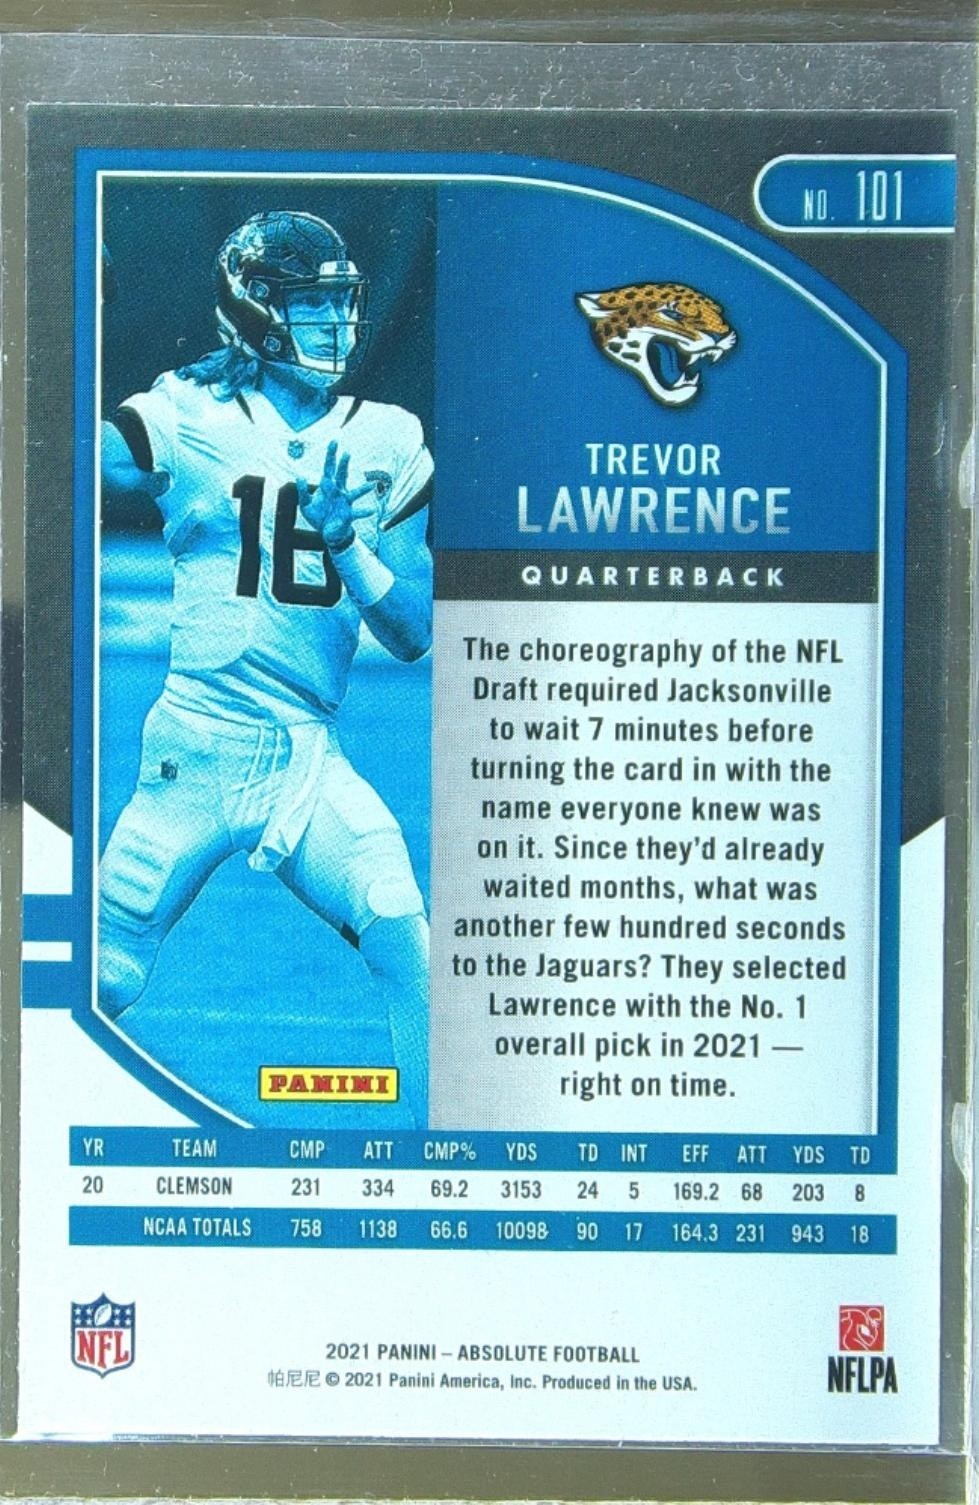 NO. 101
TREVOR
LAWRENCE
QUARTERBACK
16
The choreography of the NFL
Draft required Jacksonville
to wait 7 minutes before
turning the card in with the
name everyone knew was
on it. Since they'd already
waited months, what was
another few hundred seconds
to the Jaguars? They selected
Lawrence with the No. 1
overall pick in 2021 —
right on time.
PANINI
YR TEAM CMP ATT CMP% YDS TD INT EFF ATT YDS TD
20 CLEMSON 231 334 69.2 3153 24 5 169.2 68 203 8
NCAA TOTALS 758 1138 66.6 10098 90 17 164.3 231 943 18
NFL
2021 PANINI – ABSOLUTE FOOTBALL
帕尼尼 © 2021 Panini America, Inc. Produced in the USA.
NFLPA